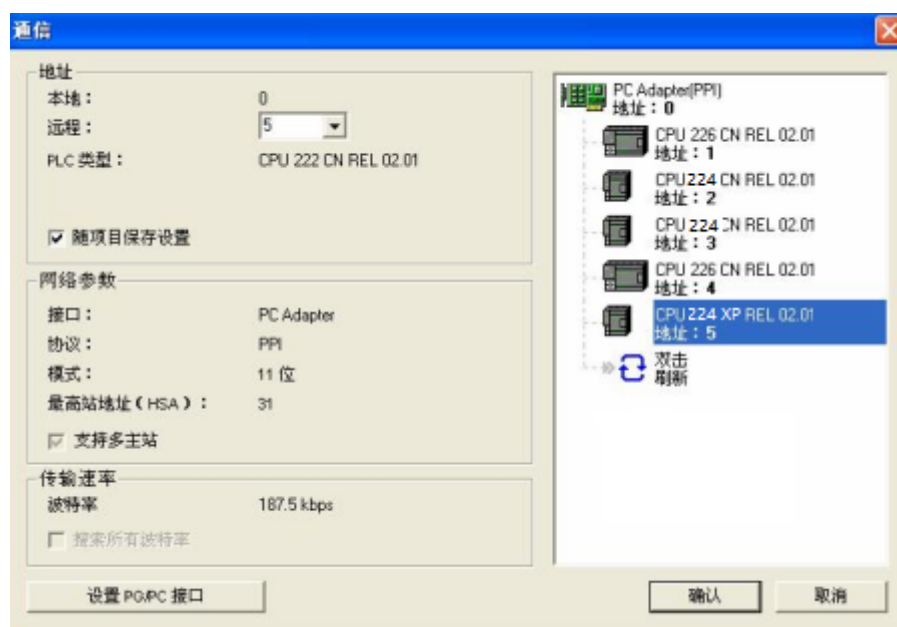 通信
地址
本地： 0
远程： 5
PLC 类型： CPU 222 CN REL 02.01
随项目保存设置
网络参数
接口： PC Adapter
协议： PPI
模式： 11 位
最高站地址（HSA）： 31
支持多主站
传输速率
波特率 187.5 kbps
搜索所有波特率
设置 PG/PC 接口
PC Adapter(PPI)
地址：0
CPU 226 CN REL 02.01
地址：1
CPU224 CN REL 02.01
地址：2
CPU 224 CN REL 02.01
地址：3
CPU 226 CN REL 02.01
地址：4
CPU224 XP REL 02.01
地址：5
双击
刷新
确认 取消